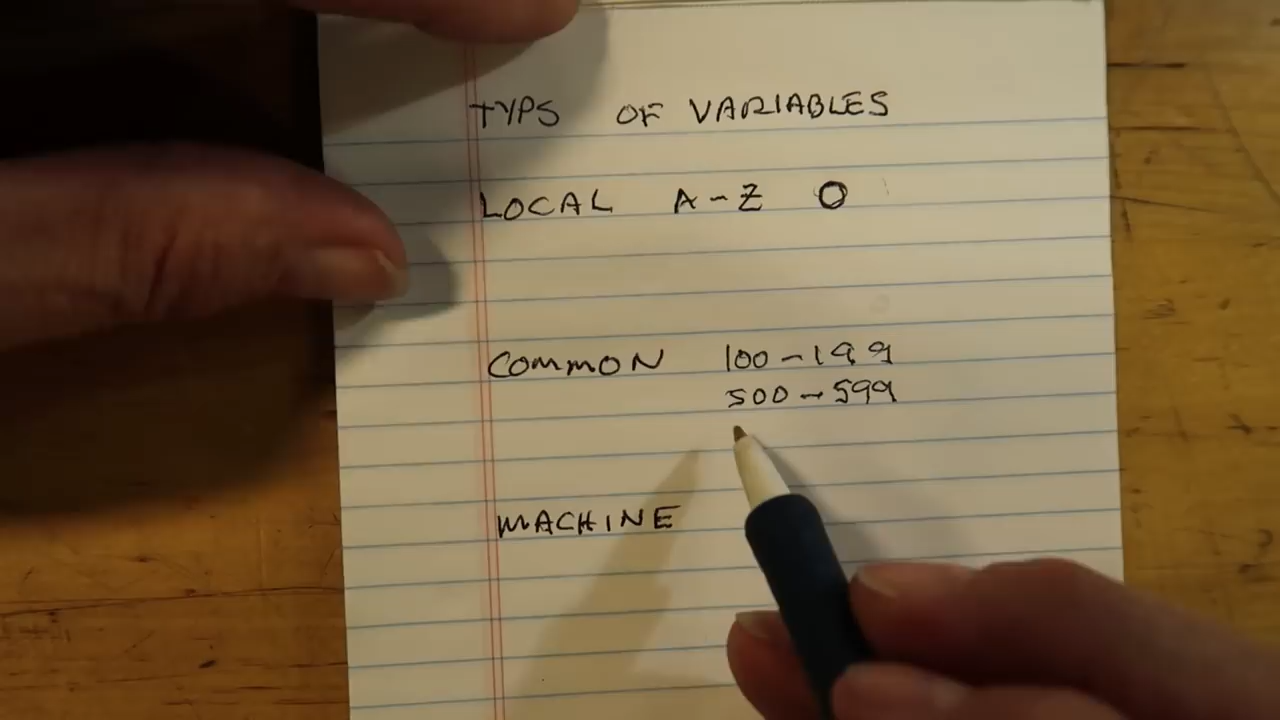 TYPS OF VARIABLES
LOCAL A-Z O
COMMON 100-199
500-599
MACHINE